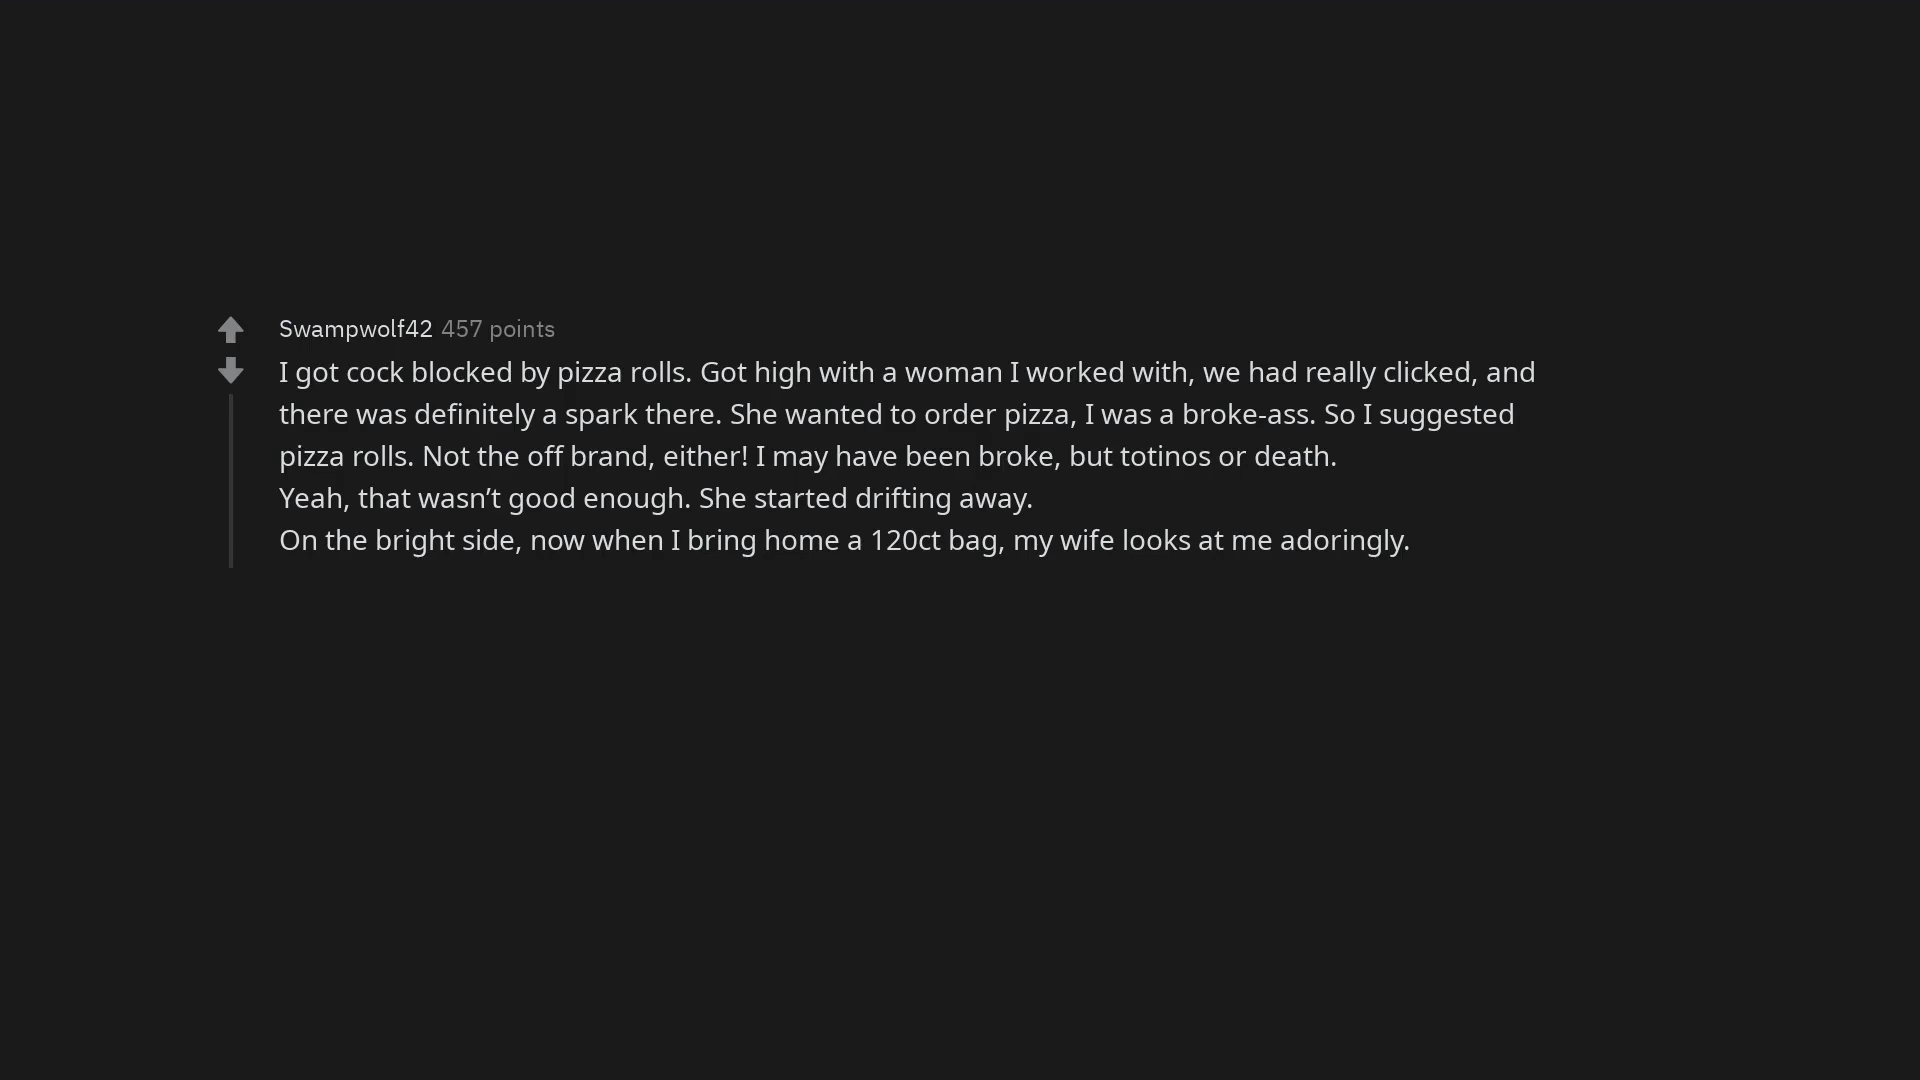 Swampwolf42 457 points
I got cock blocked by pizza rolls. Got high with a woman I worked with, we had really clicked, and
there was definitely a spark there. She wanted to order pizza, I was a broke-ass. So I suggested
pizza rolls. Not the off brand, either! I may have been broke, but totinos or death.
Yeah, that wasn’t good enough. She started drifting away.
On the bright side, now when I bring home a 120ct bag, my wife looks at me adoringly.